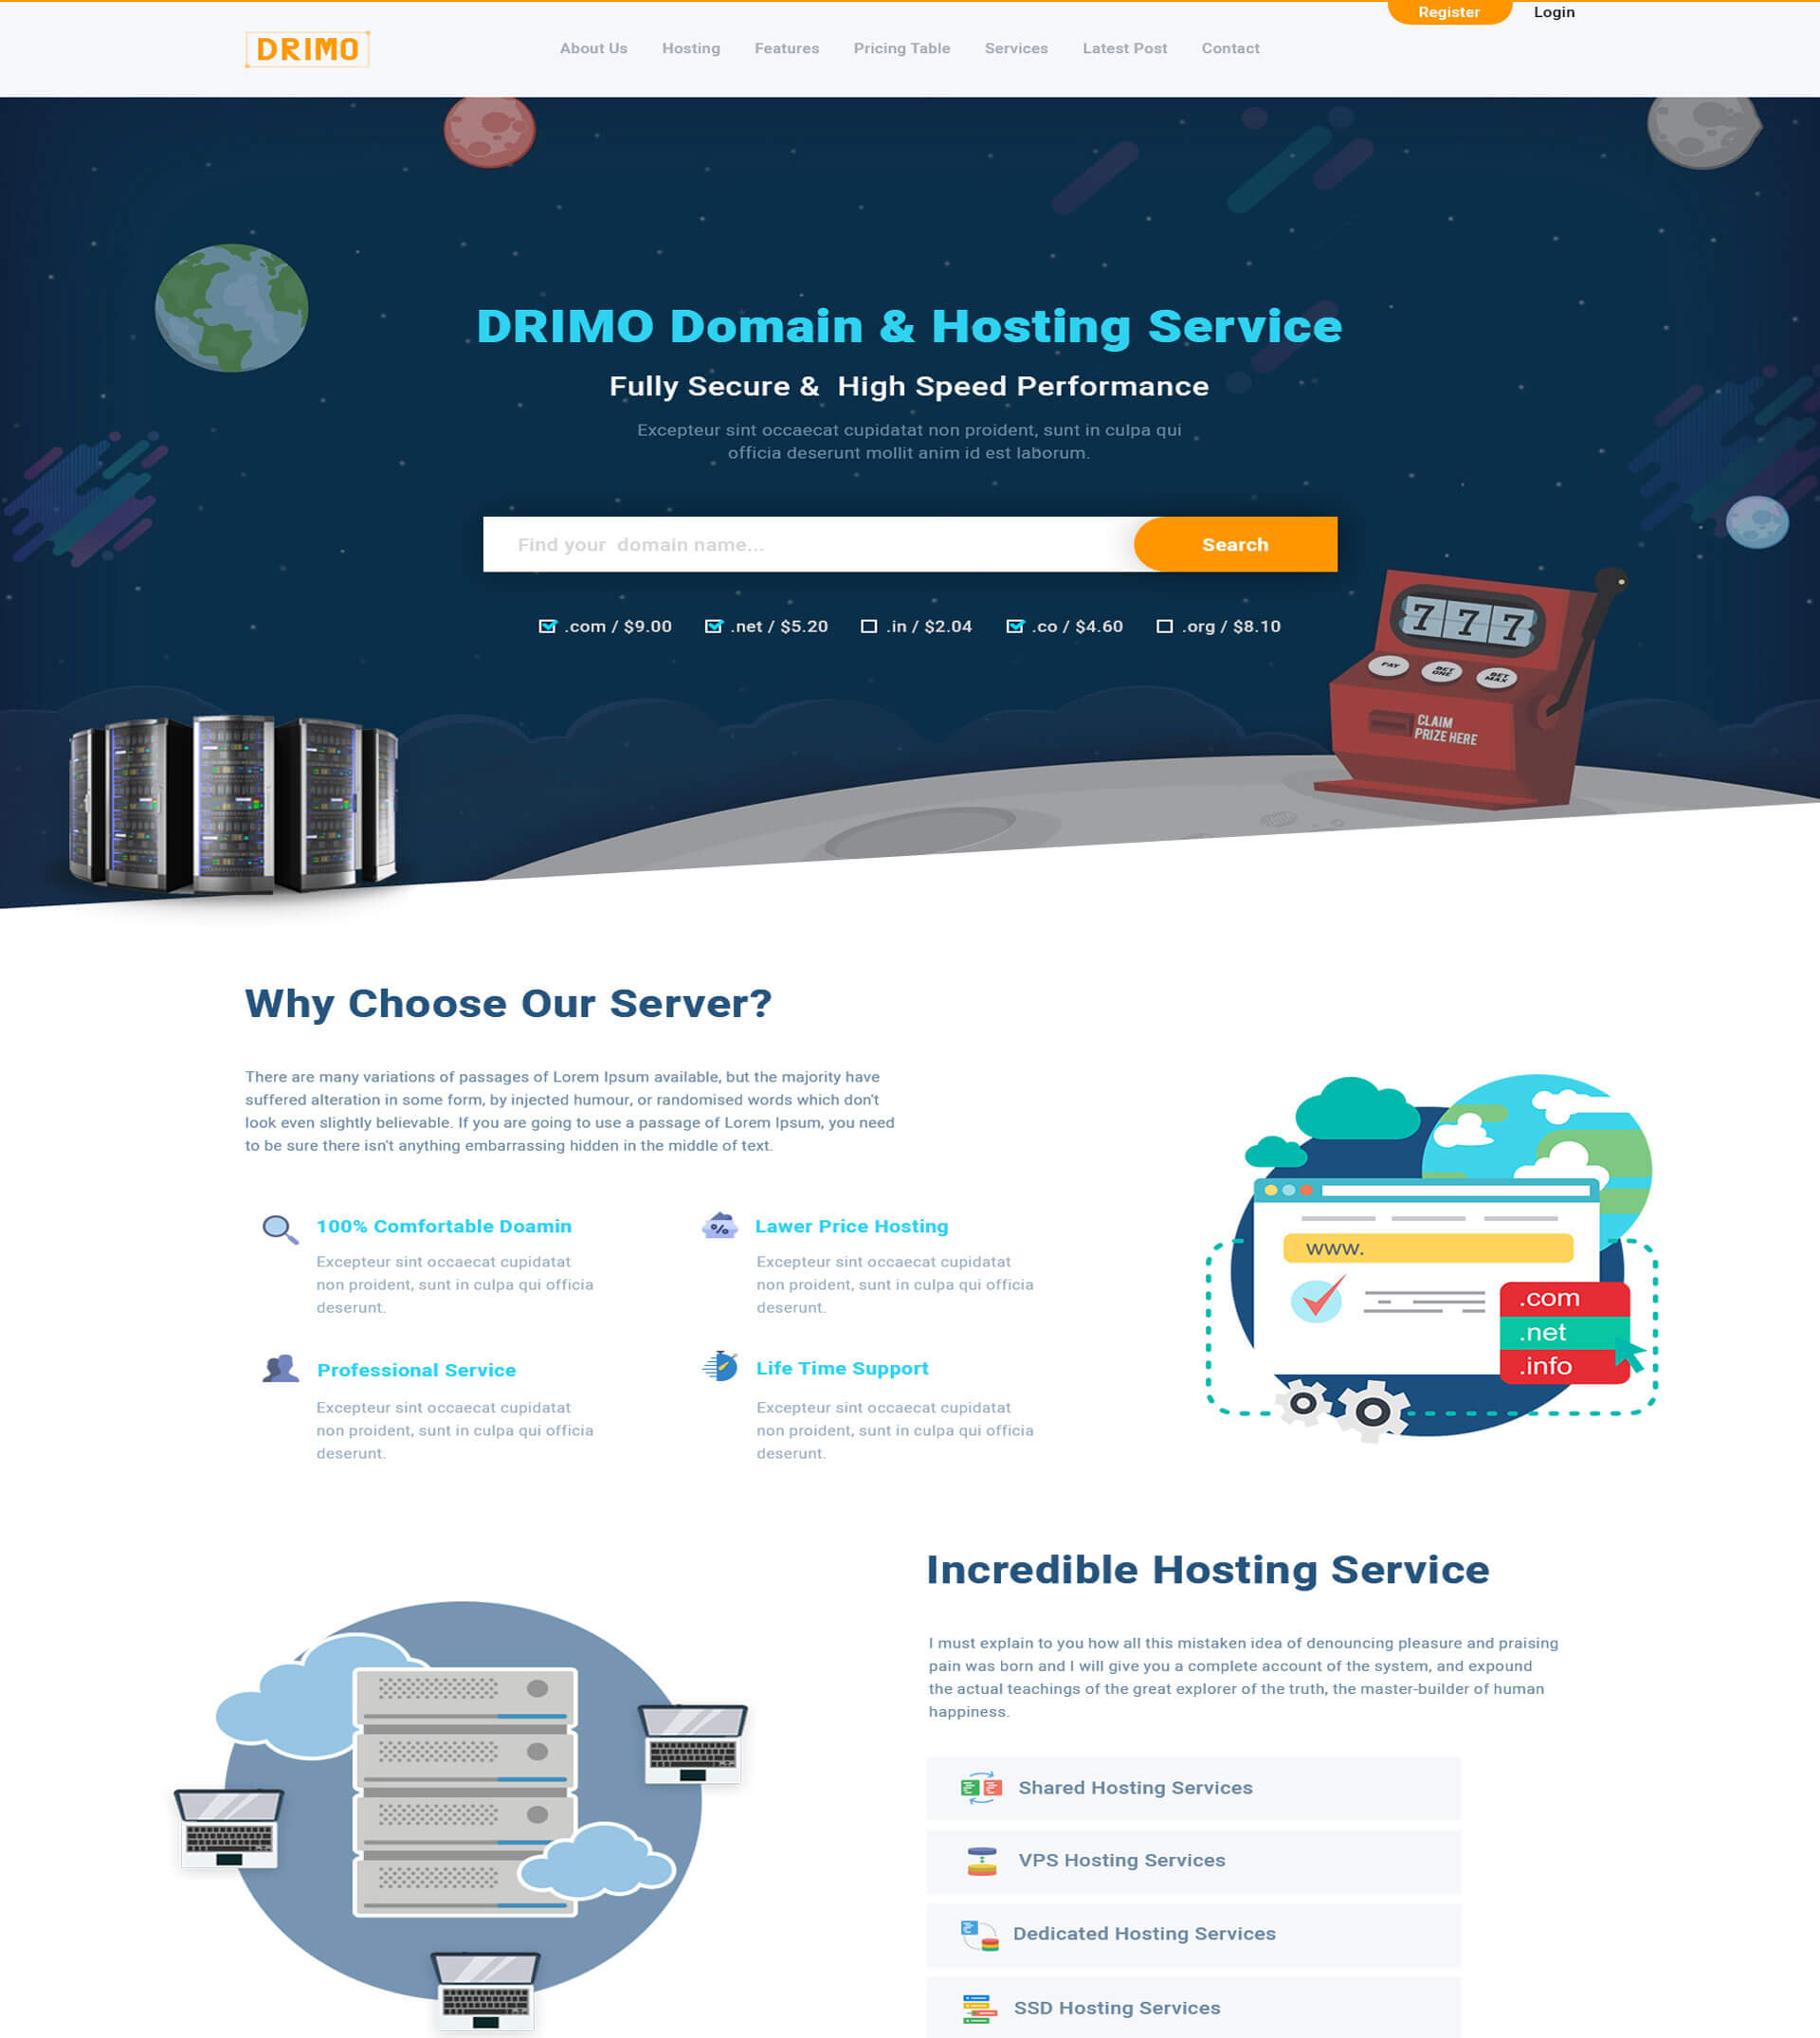 Register Login
DRIMO
About Us Hosting Features Pricing Table Services Latest Post Contact
DRIMO Domain & Hosting Service
Fully Secure & High Speed Performance
Excepteur sint occaecat cupidatat non proident, sunt in culpa qui
officia deserunt mollit anim id est laborum.
Find your domain name...
Search
.com / $9.00 .net / $5.20 .in / $2.04 .co / $4.60 .org / $8.10
777
PAY
BET
ONE
BET
MAX
CLAIM
PRIZE HERE
Why Choose Our Server?
There are many variations of passages of Lorem Ipsum available, but the majority have
suffered alteration in some form, by injected humour, or randomised words which don't
look even slightly believable. If you are going to use a passage of Lorem Ipsum, you need
to be sure there isn't anything embarrassing hidden in the middle of text.
100% Comfortable Doamin
Excepteur sint occaecat cupidatat
non proident, sunt in culpa qui officia
deserunt.
%
Lawer Price Hosting
Excepteur sint occaecat cupidatat
non proident, sunt in culpa qui officia
deserunt.
Professional Service
Excepteur sint occaecat cupidatat
non proident, sunt in culpa qui officia
deserunt.
Life Time Support
Excepteur sint occaecat cupidatat
non proident, sunt in culpa qui officia
deserunt.
www.
.com
.net
.info
Incredible Hosting Service
I must explain to you how all this mistaken idea of denouncing pleasure and praising
pain was born and I will give you a complete account of the system, and expound
the actual teachings of the great explorer of the truth, the master-builder of human
happiness.
Shared Hosting Services
VPS Hosting Services
Dedicated Hosting Services
SSD Hosting Services